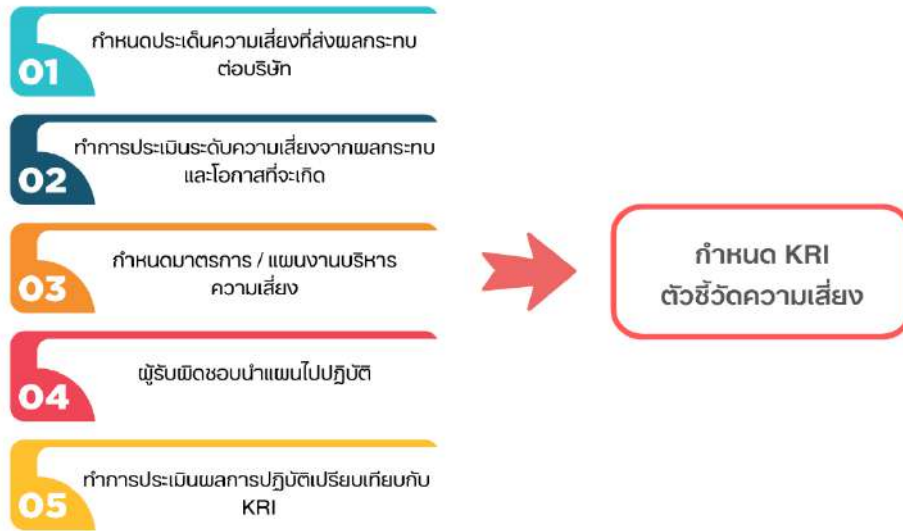 01
กำหนดประเด็นความเสี่ยงที่ส่งผลกระทบ
ต่อบริษัท
02
ทำการประเมินระดับความเสี่ยงจากผลกระทบ
และโอกาสที่จะเกิด
03
กำหนดมาตรการ / แผนงานบริหาร
ความเสี่ยง
กำหนด KRI
ตัวชี้วัดความเสี่ยง
04
ผู้รับผิดชอบนำแผนไปปฏิบัติ
05
ทำการประเมินผลการปฏิบัติเปรียบเทียบกับ
KRI